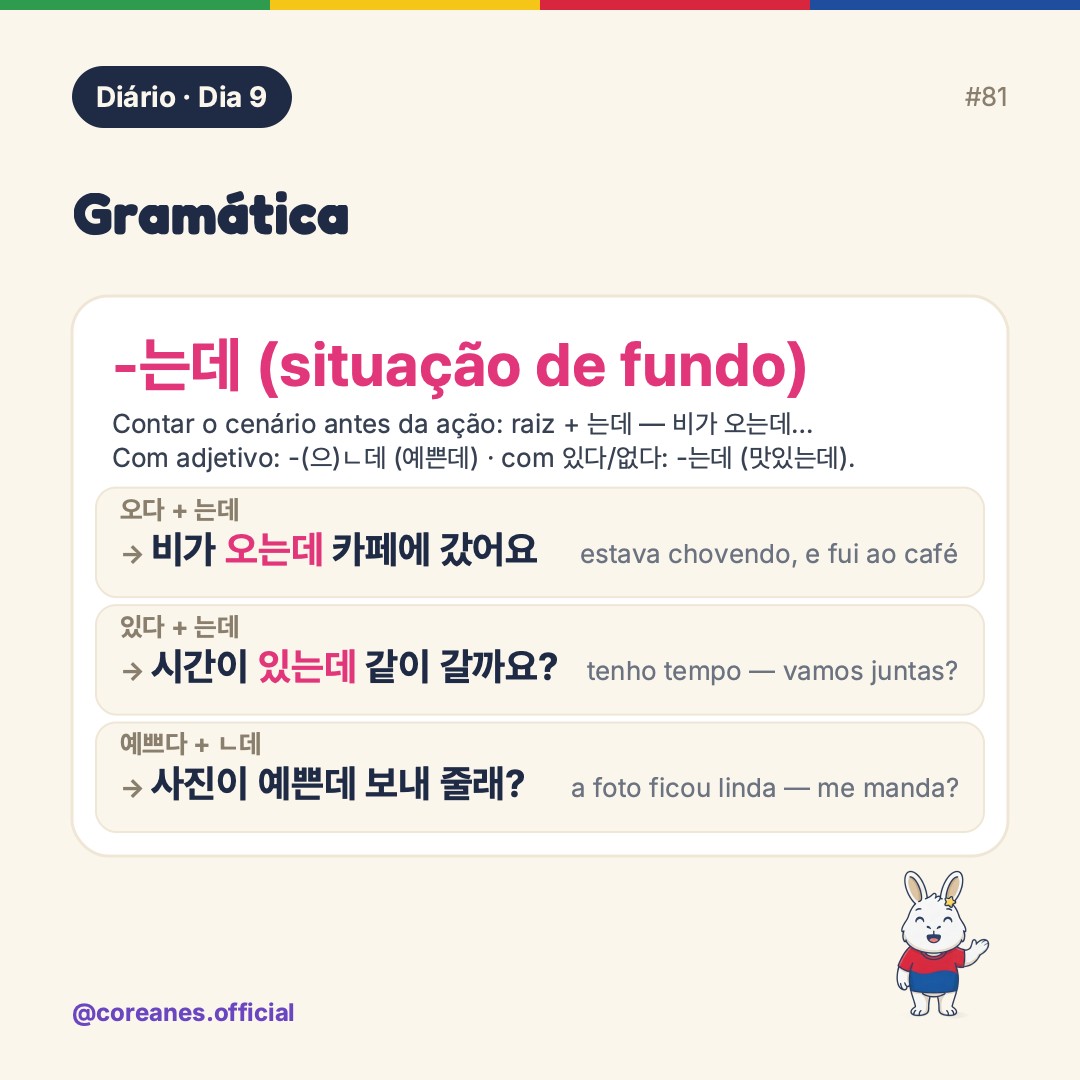 Diário · Dia 9
#81
Gramática
-는데 (situação de fundo)
Contar o cenário antes da ação: raiz + 는데 — 비가 오는데...
Com adjetivo: -(으)ㄴ데 (예쁜데) · com 있다/없다: -는데 (맛있는데).
오다 + 는데
→ 비가 오는데 카페에 갔어요 estava chovendo, e fui ao café
있다 + 는데
→ 시간이 있는데 같이 갈까요? tenho tempo — vamos juntas?
예쁘다 + ㄴ데
→ 사진이 예쁜데 보내 줄래? a foto ficou linda — me manda?
@coreanes.official